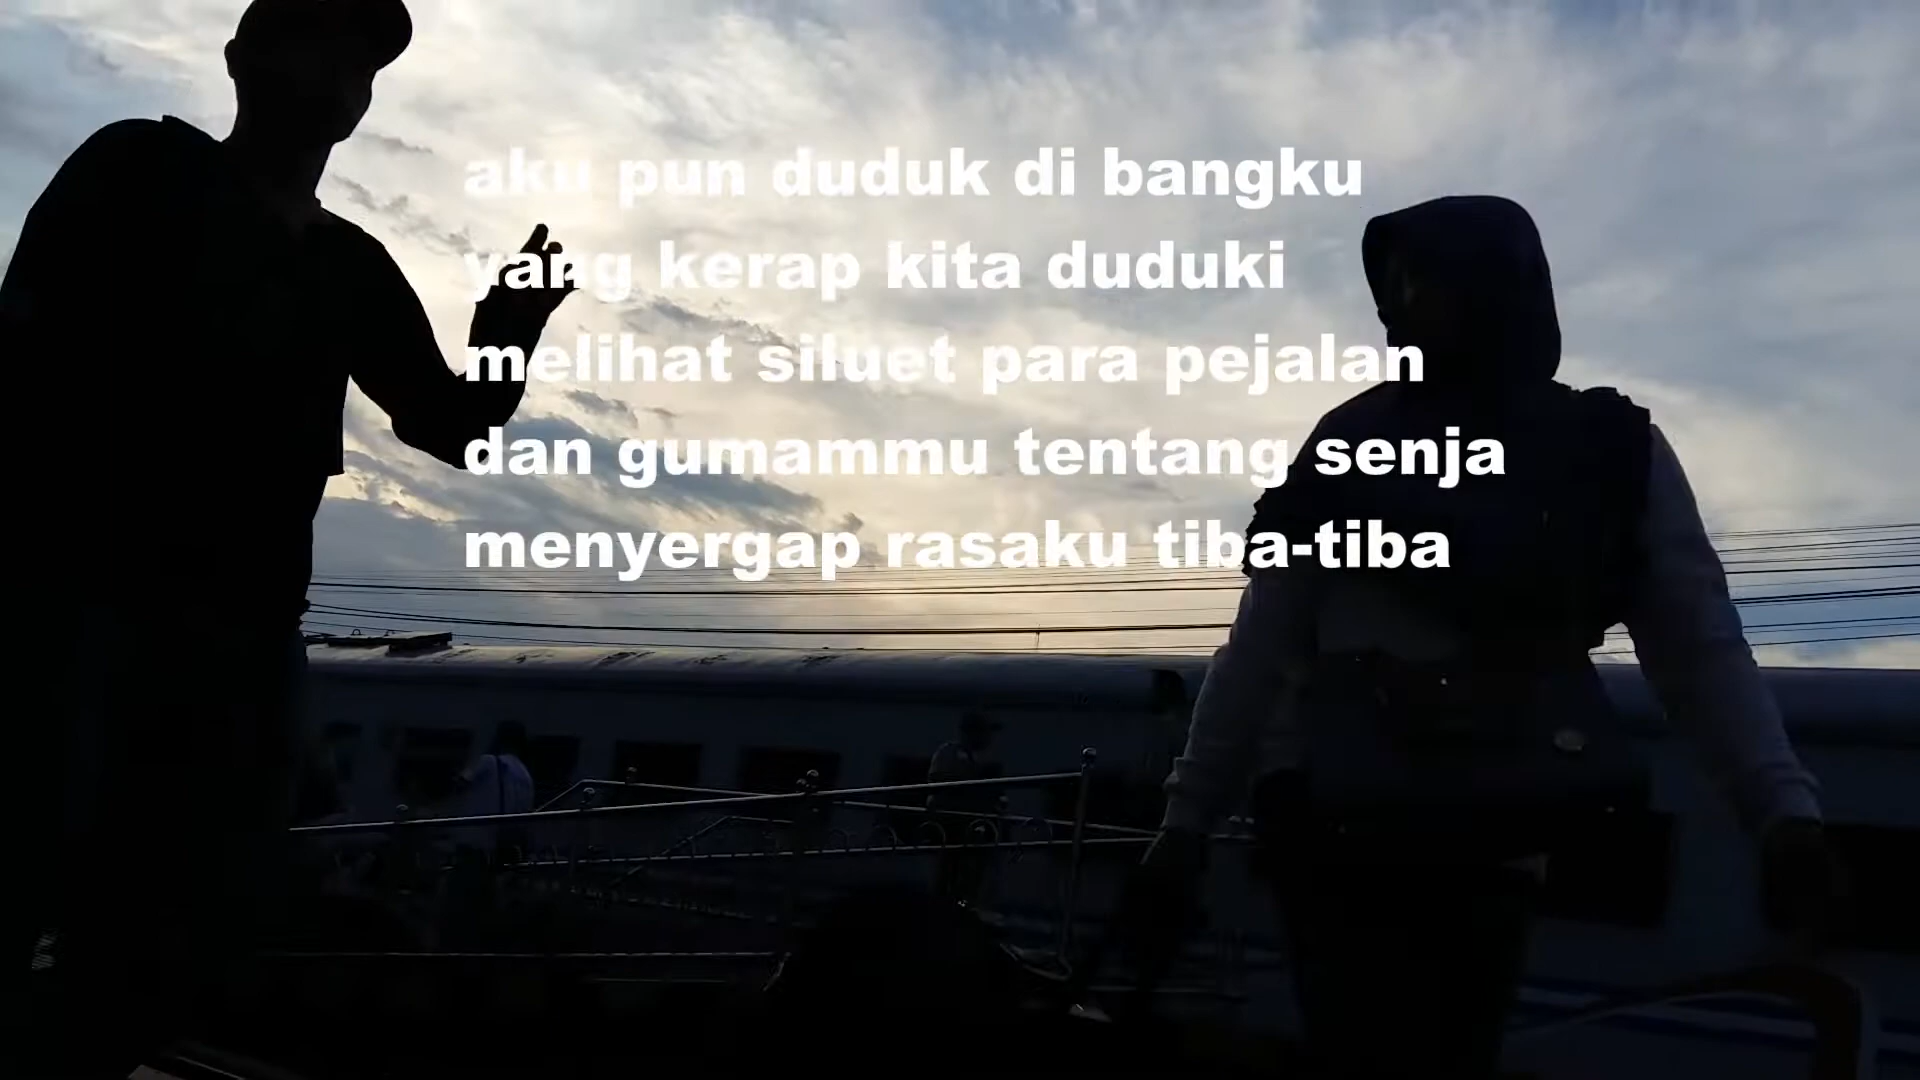 aku pun duduk di bangku
yang kerap kita duduki
melihat siluet para pejalan
dan gumammu tentang senja
menyergap rasaku tiba-tiba